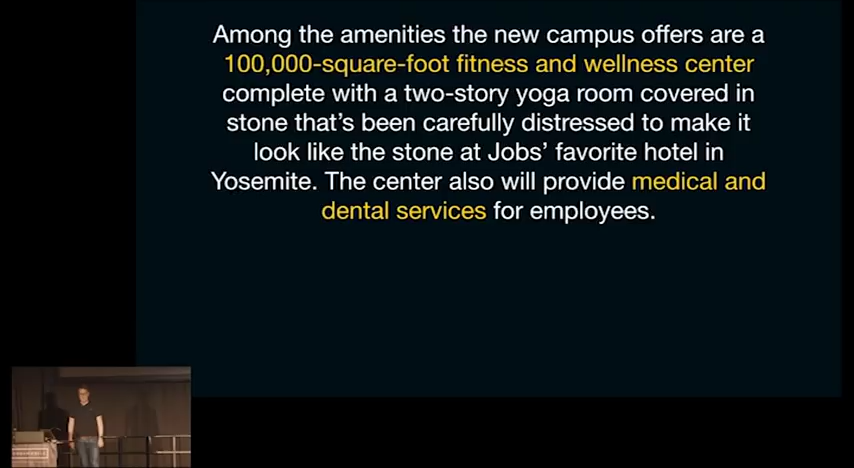 Among the amenities the new campus offers are a
100,000-square-foot fitness and wellness center
complete with a two-story yoga room covered in
stone that’s been carefully distressed to make it
look like the stone at Jobs’ favorite hotel in
Yosemite. The center also will provide medical and
dental services for employees.